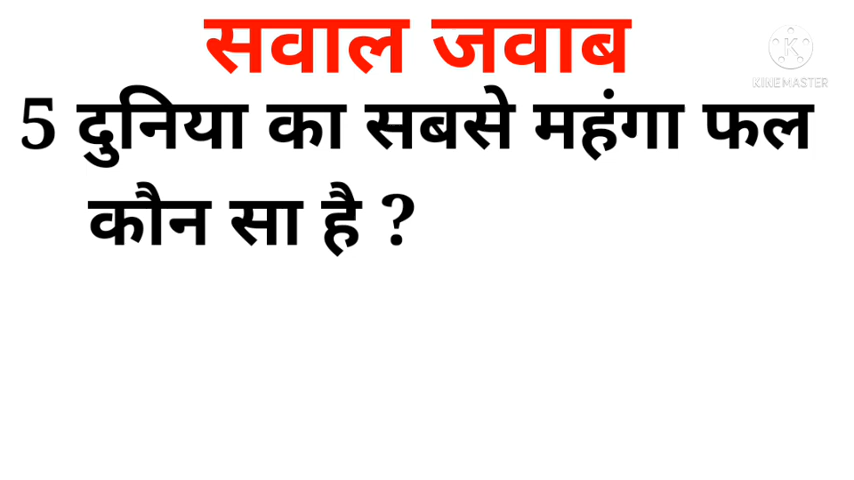 सवाल जवाब
KINEMASTER
5 दुनिया का सबसे महंगा फल
कौन सा है ?